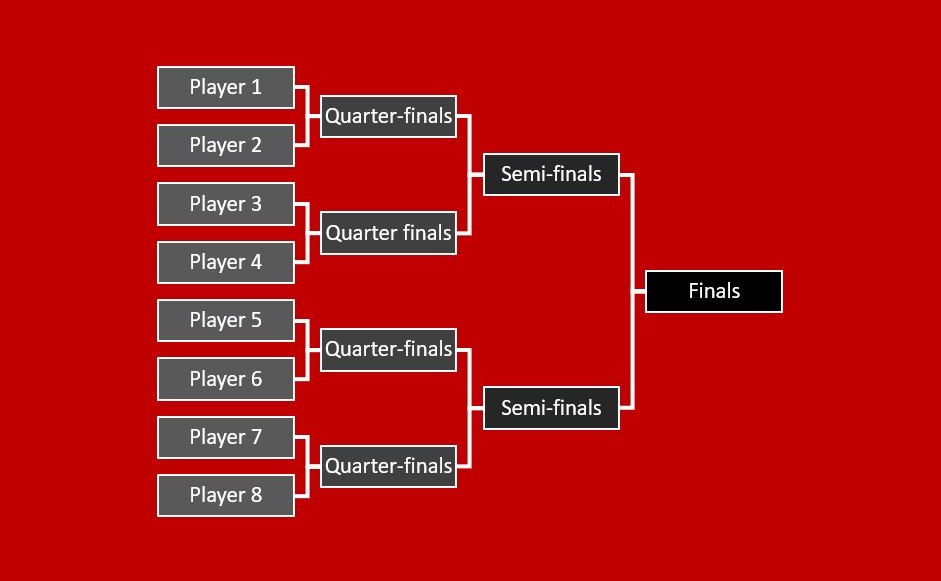 Player 1
Player 2
Player 3
Player 4
Player 5
Player 6
Player 7
Player 8
Quarter-finals
Quarter finals
Quarter-finals
Quarter-finals
Semi-finals
Semi-finals
Finals